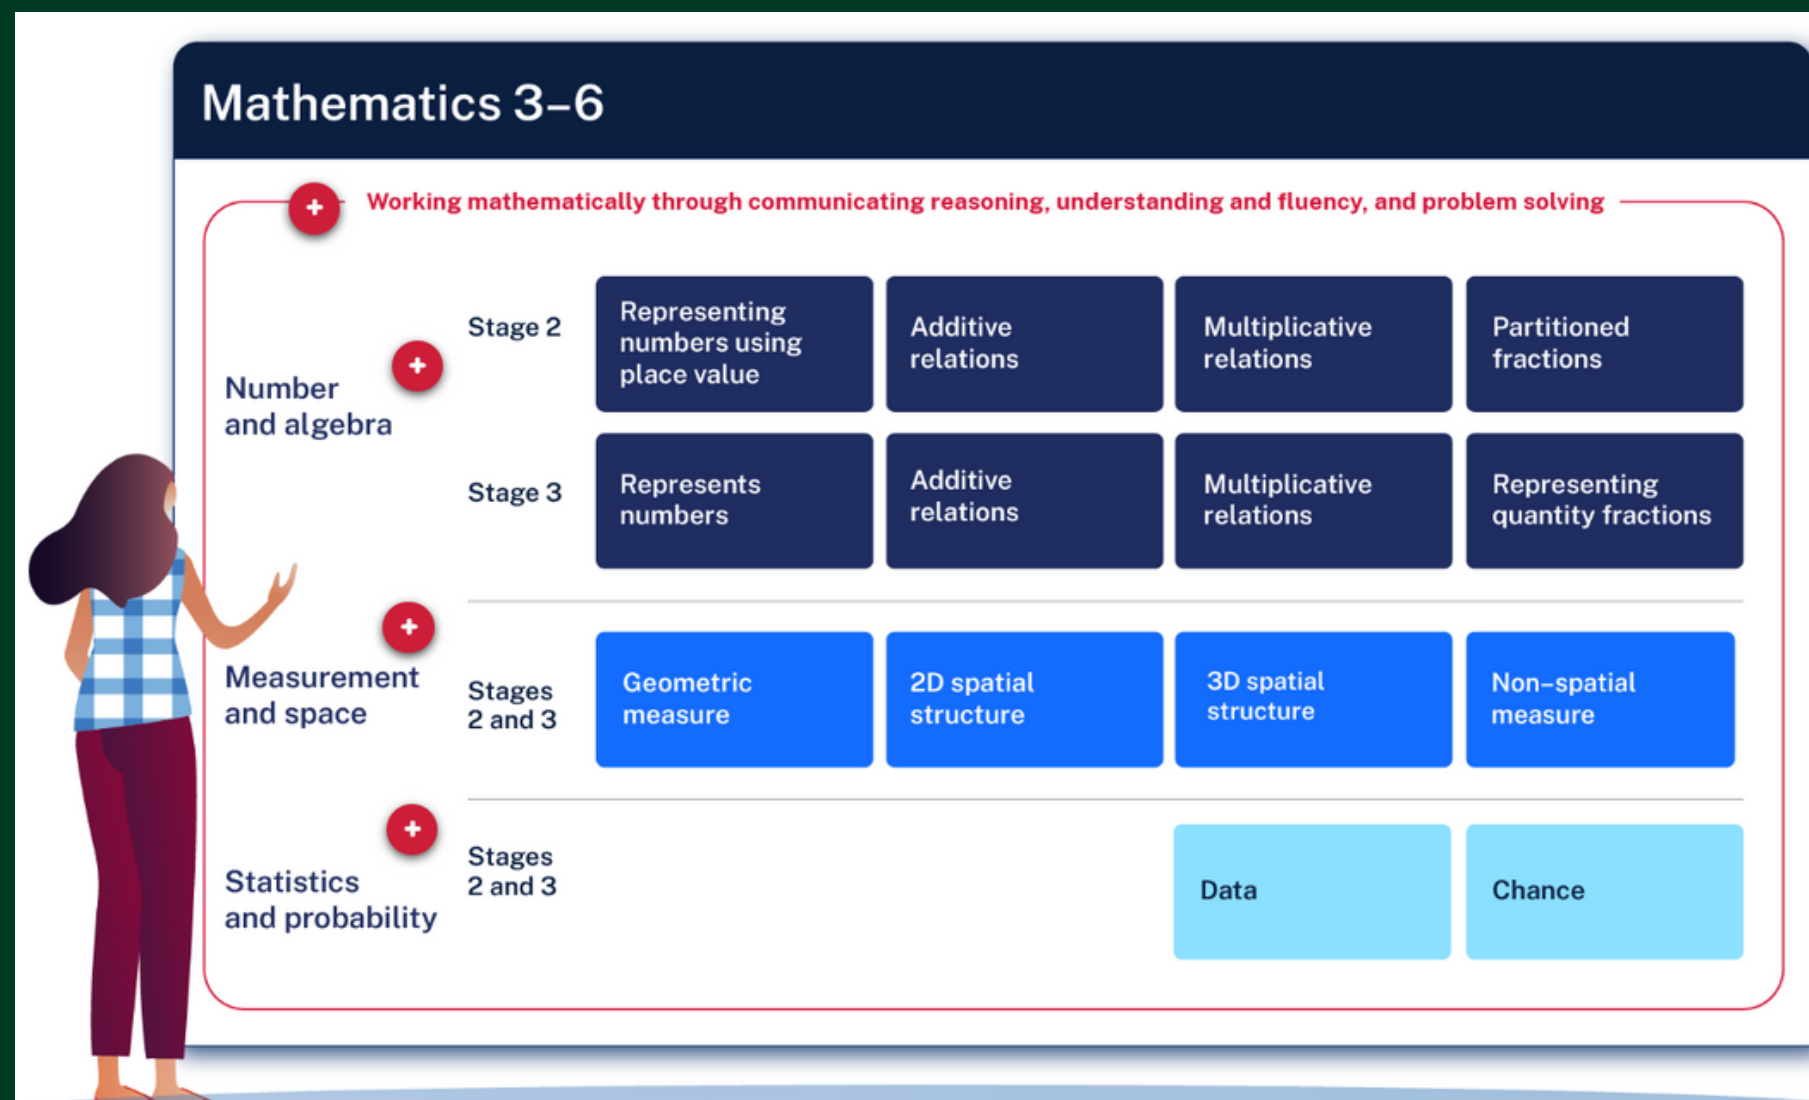 Mathematics 3–6
Working mathematically through communicating reasoning, understanding and fluency, and problem solving
Number
and algebra
Stage 2
Representing
numbers using
place value
Additive
relations
Multiplicative
relations
Partitioned
fractions
Stage 3
Represents
numbers
Additive
relations
Multiplicative
relations
Representing
quantity fractions
Measurement
and space
Stages
2 and 3
Geometric
measure
2D spatial
structure
3D spatial
structure
Non–spatial
measure
Statistics
and probability
Stages
2 and 3
Data
Chance